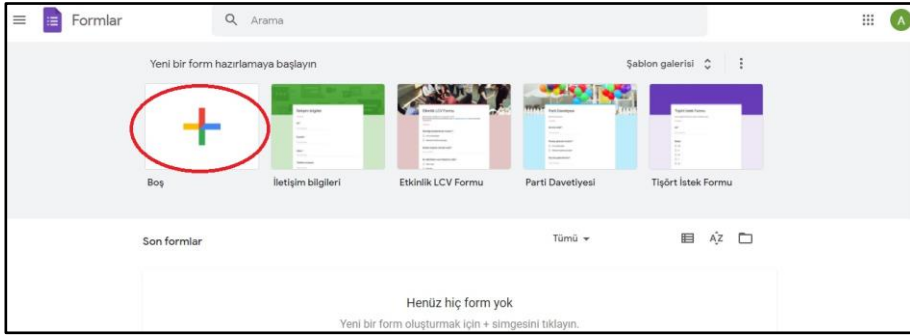 Formlar
Arama
A
Yeni bir form hazırlamaya başlayın
Şablon galerisi
Boş
İletişim bilgileri
Etkinlik LCV Formu
Parti Davetiyesi
Tişört İstek Formu
Son formlar
Tümü
AZ
Henüz hiç form yok
Yeni bir form oluşturmak için + simgesini tıklayın.